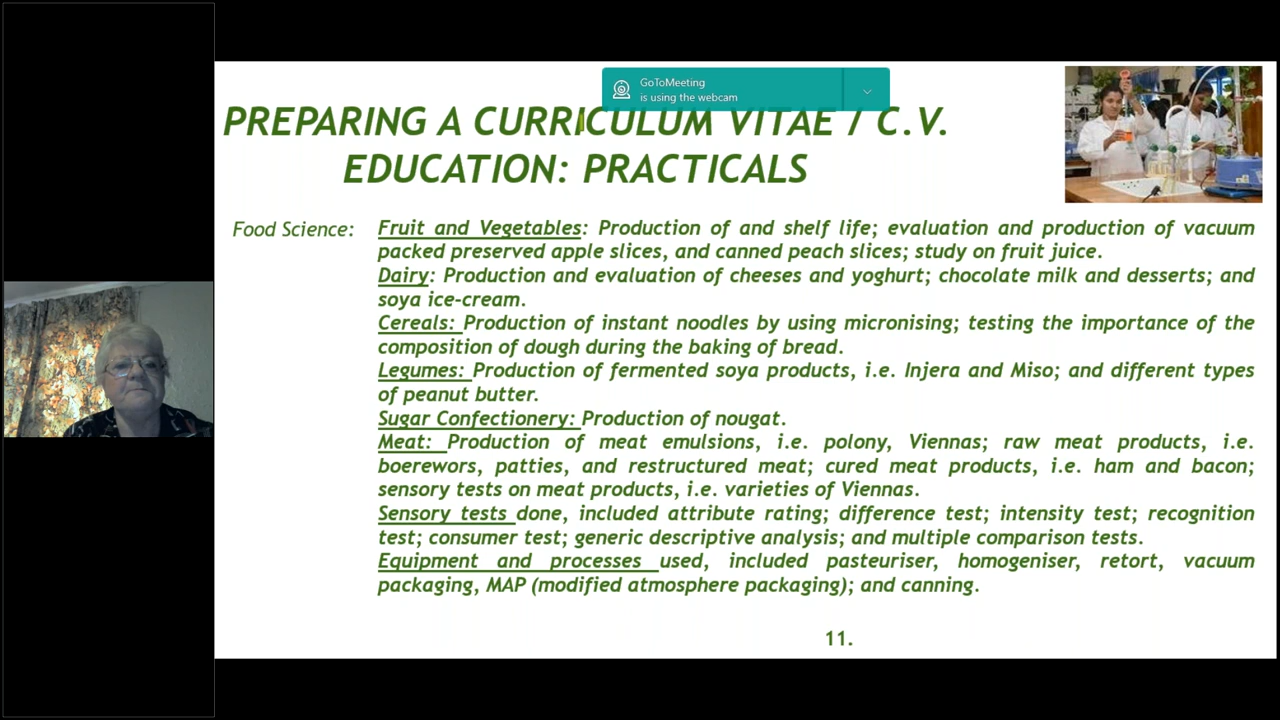 GoToMeeting
is using the webcam
PREPARING A CURRICULUM VITAE / C.V.
EDUCATION: PRACTICALS
Food Science:
Fruit and Vegetables: Production of and shelf life; evaluation and production of vacuum
packed preserved apple slices, and canned peach slices; study on fruit juice.
Dairy: Production and evaluation of cheeses and yoghurt; chocolate milk and desserts; and
soya ice-cream.
Cereals: Production of instant noodles by using micronising; testing the importance of the
composition of dough during the baking of bread.
Legumes: Production of fermented soya products, i.e. Injera and Miso; and different types
of peanut butter.
Sugar Confectionery: Production of nougat.
Meat: Production of meat emulsions, i.e. polony, Viennas; raw meat products, i.e.
boerewors, patties, and restructured meat; cured meat products, i.e. ham and bacon;
sensory tests on meat products, i.e. varieties of Viennas.
Sensory tests done, included attribute rating; difference test; intensity test; recognition
test; consumer test; generic descriptive analysis; and multiple comparison tests.
Equipment and processes used, included pasteuriser, homogeniser, retort, vacuum
packaging, MAP (modified atmosphere packaging); and canning.
11.